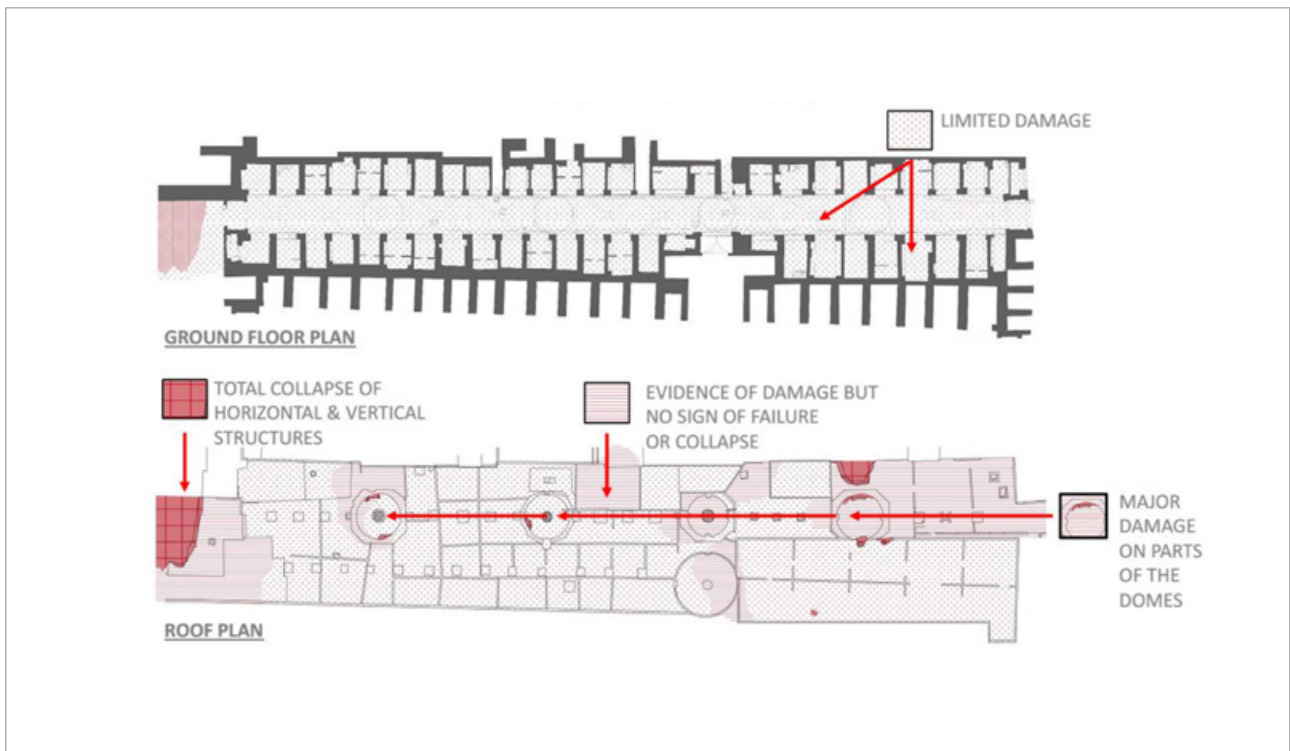 LIMITED DAMAGE
GROUND FLOOR PLAN
TOTAL COLLAPSE OF
HORIZONTAL & VERTICAL
STRUCTURES
EVIDENCE OF DAMAGE BUT
NO SIGN OF FAILURE
OR COLLAPSE
MAJOR
DAMAGE
ON PARTS
OF THE
DOMES
ROOF PLAN